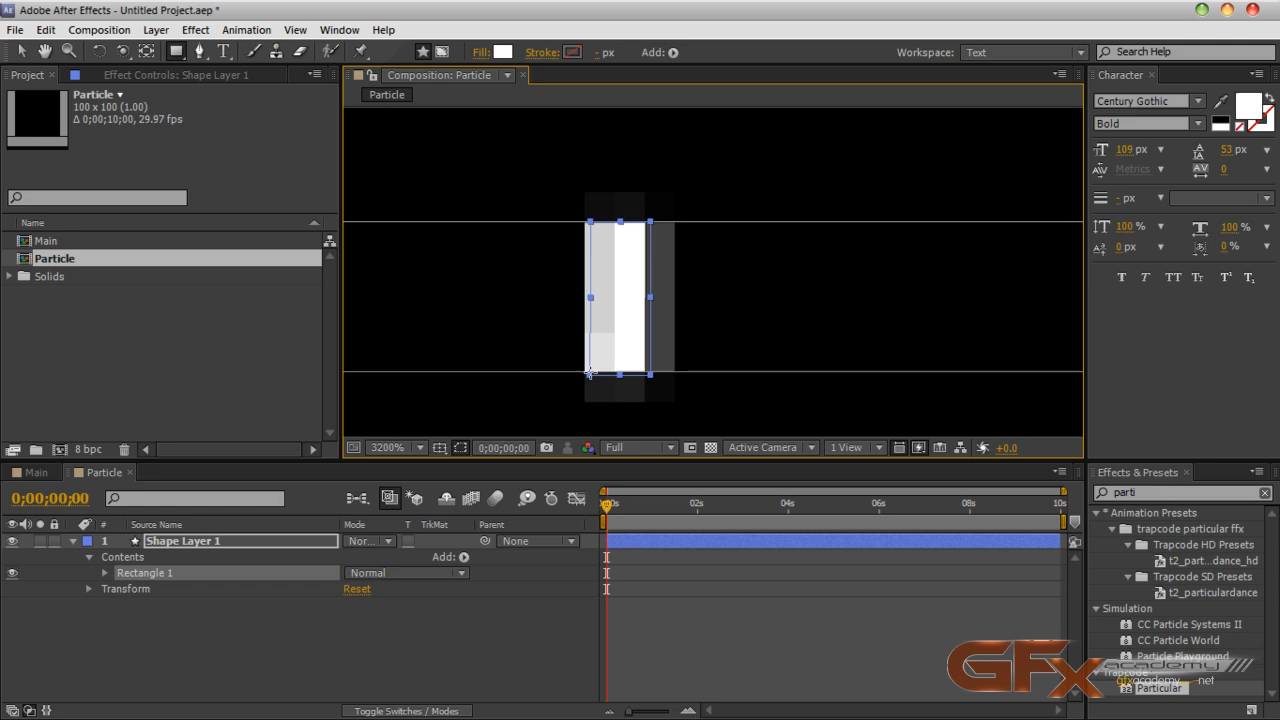 Ae Adobe After Effects - Untitled Project.aep *
File Edit Composition Layer Effect Animation View Window Help
Fill: Stroke: - px Add: Workspace: Text Search Help
Project Effect Controls: Shape Layer 1
Composition: Particle
Character
Particle
100 x 100 (1.00)
Δ 0;00;10;00, 29.97 fps
Particle
Century Gothic
Bold
109 px 53 px
Metrics 0
- px
100 % 100 %
0 px 0 %
T T TT Tt T¹ T₁
Name
Main
Particle
Solids
8 bpc
3200% 0;00;00;00 Full Active Camera 1 View +0.0
Main Particle
Effects & Presets
0;00;00;00
parti
02s 04s 06s 08s 10s
# Source Name Mode T TrkMat Parent
1 Shape Layer 1 Nor... None
Contents Add:
Rectangle 1 Normal
Transform Reset
* Animation Presets
trapcode particular ffx
Trapcode HD Presets
t2_part...dance_hd
Trapcode SD Presets
t2_particulardance
Simulation
CC Particle Systems II
CC Particle World
Particle Playground
Trapcode
Particular
GFX academy
gfxacademy.net
Toggle Switches / Modes